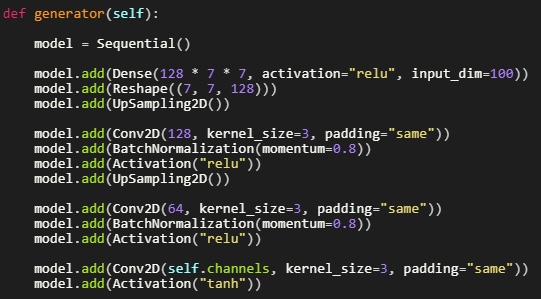 def generator(self):
model = Sequential()
model.add(Dense(128 * 7 * 7, activation="relu", input_dim=100))
model.add(Reshape((7, 7, 128)))
model.add(UpSampling2D())
model.add(Conv2D(128, kernel_size=3, padding="same"))
model.add(BatchNormalization(momentum=0.8))
model.add(Activation("relu"))
model.add(UpSampling2D())
model.add(Conv2D(64, kernel_size=3, padding="same"))
model.add(BatchNormalization(momentum=0.8))
model.add(Activation("relu"))
model.add(Conv2D(self.channels, kernel_size=3, padding="same"))
model.add(Activation("tanh"))